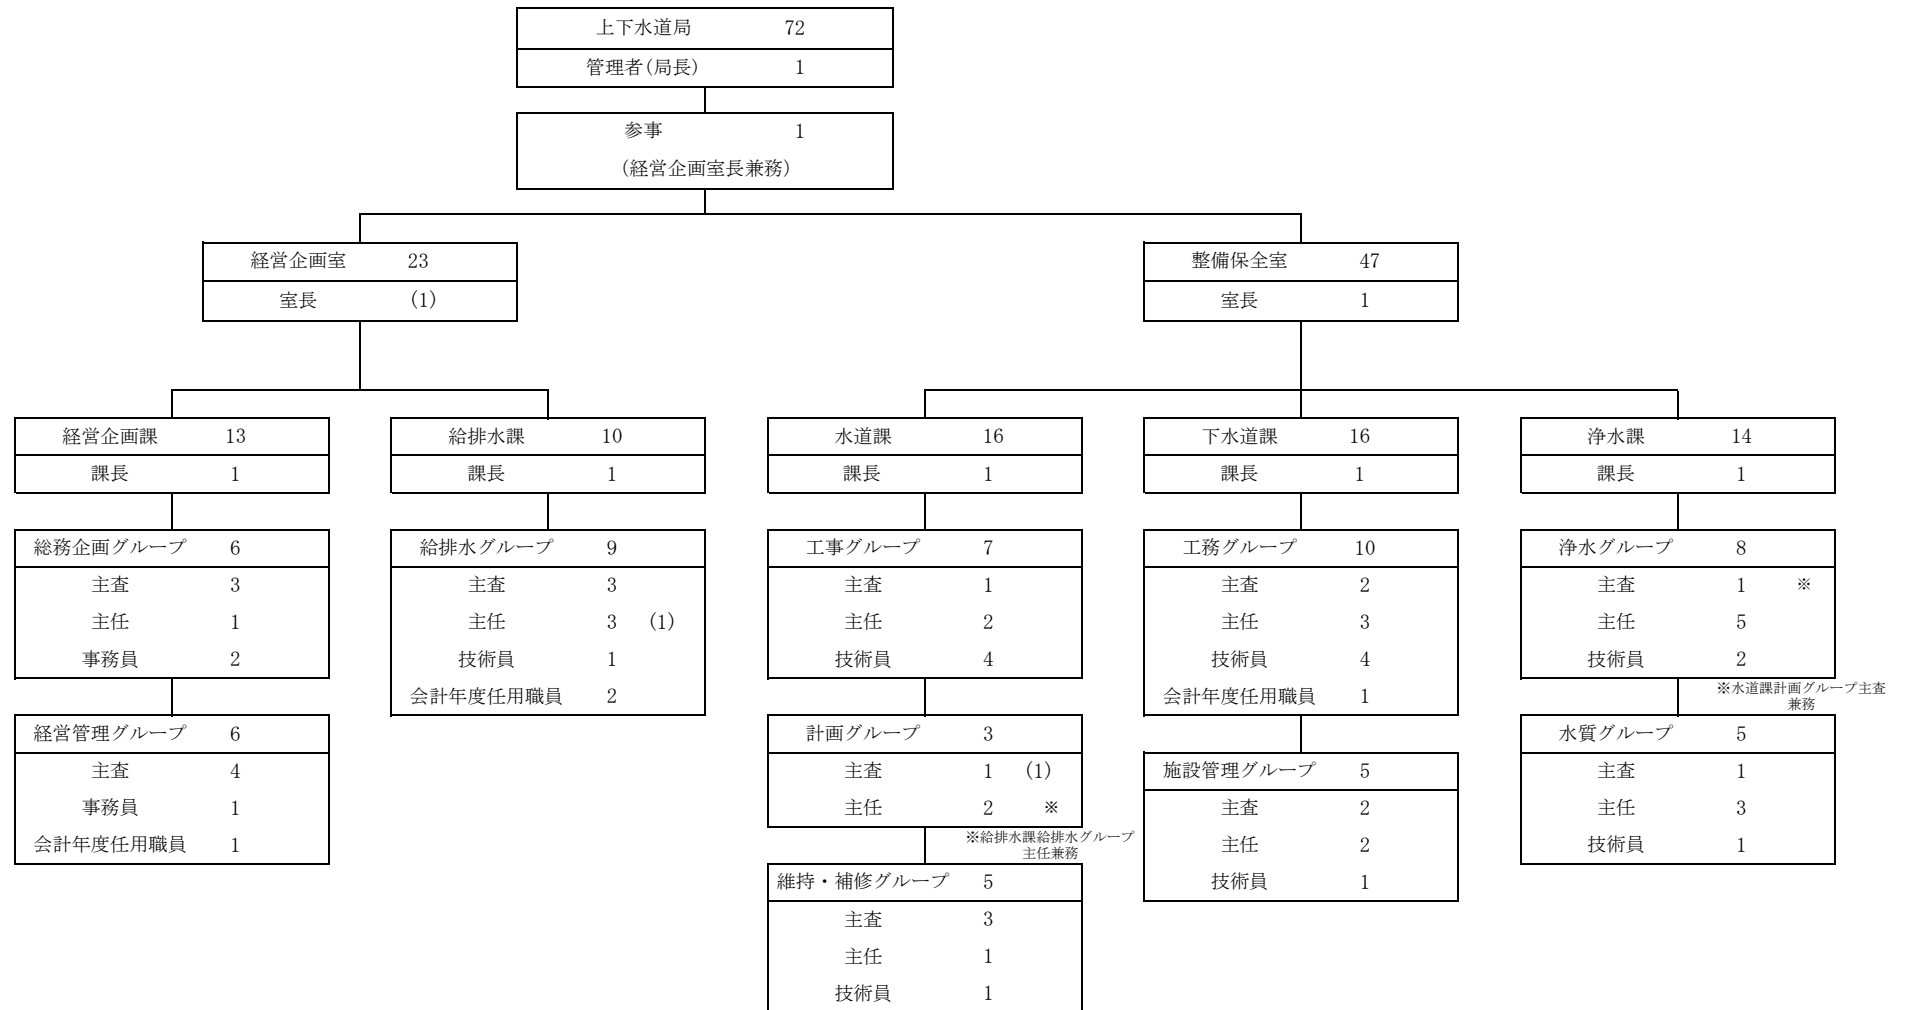 上下水道局 72
管理者(局長) 1
参事 1
(経営企画室長兼務)
経営企画室 23
室長 (1)
整備保全室 47
室長 1
経営企画課 13
課長 1
総務企画グループ 6
主査 3
主任 1
事務員 2
経営管理グループ 6
主査 4
事務員 1
会計年度任用職員 1
給排水課 10
課長 1
給排水グループ 9
主査 3
主任 3 (1)
技術員 1
会計年度任用職員 2
水道課 16
課長 1
工事グループ 7
主査 1
主任 2
技術員 4
計画グループ 3
主査 1 (1)
主任 2 ※
※給排水課給排水グループ
主任兼務
維持・補修グループ 5
主査 3
主任 1
技術員 1
下水道課 16
課長 1
工務グループ 10
主査 2
主任 3
技術員 4
会計年度任用職員 1
施設管理グループ 5
主査 2
主任 2
技術員 1
浄水課 14
課長 1
浄水グループ 8
主査 1 ※
主任 5
技術員 2
※水道課計画グループ主査
兼務
水質グループ 5
主査 1
主任 3
技術員 1